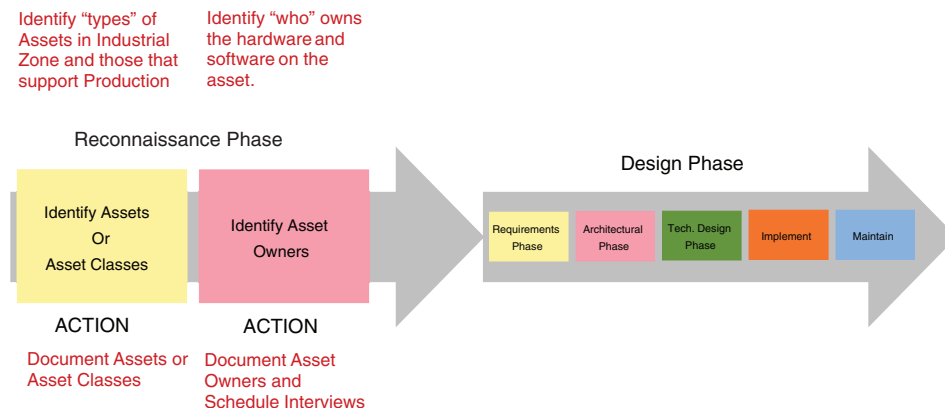 Identify “types” of
Assets in Industrial
Zone and those that
support Production
Identify “who” owns
the hardware and
software on the
asset.
Reconnaissance Phase
Identify Assets
Or
Asset Classes
Identify Asset
Owners
ACTION
Document Assets or
Asset Classes
ACTION
Document Asset
Owners and
Schedule Interviews
Design Phase
Requirements
Phase
Architectural
Phase
Tech. Design
Phase
Implement
Maintain